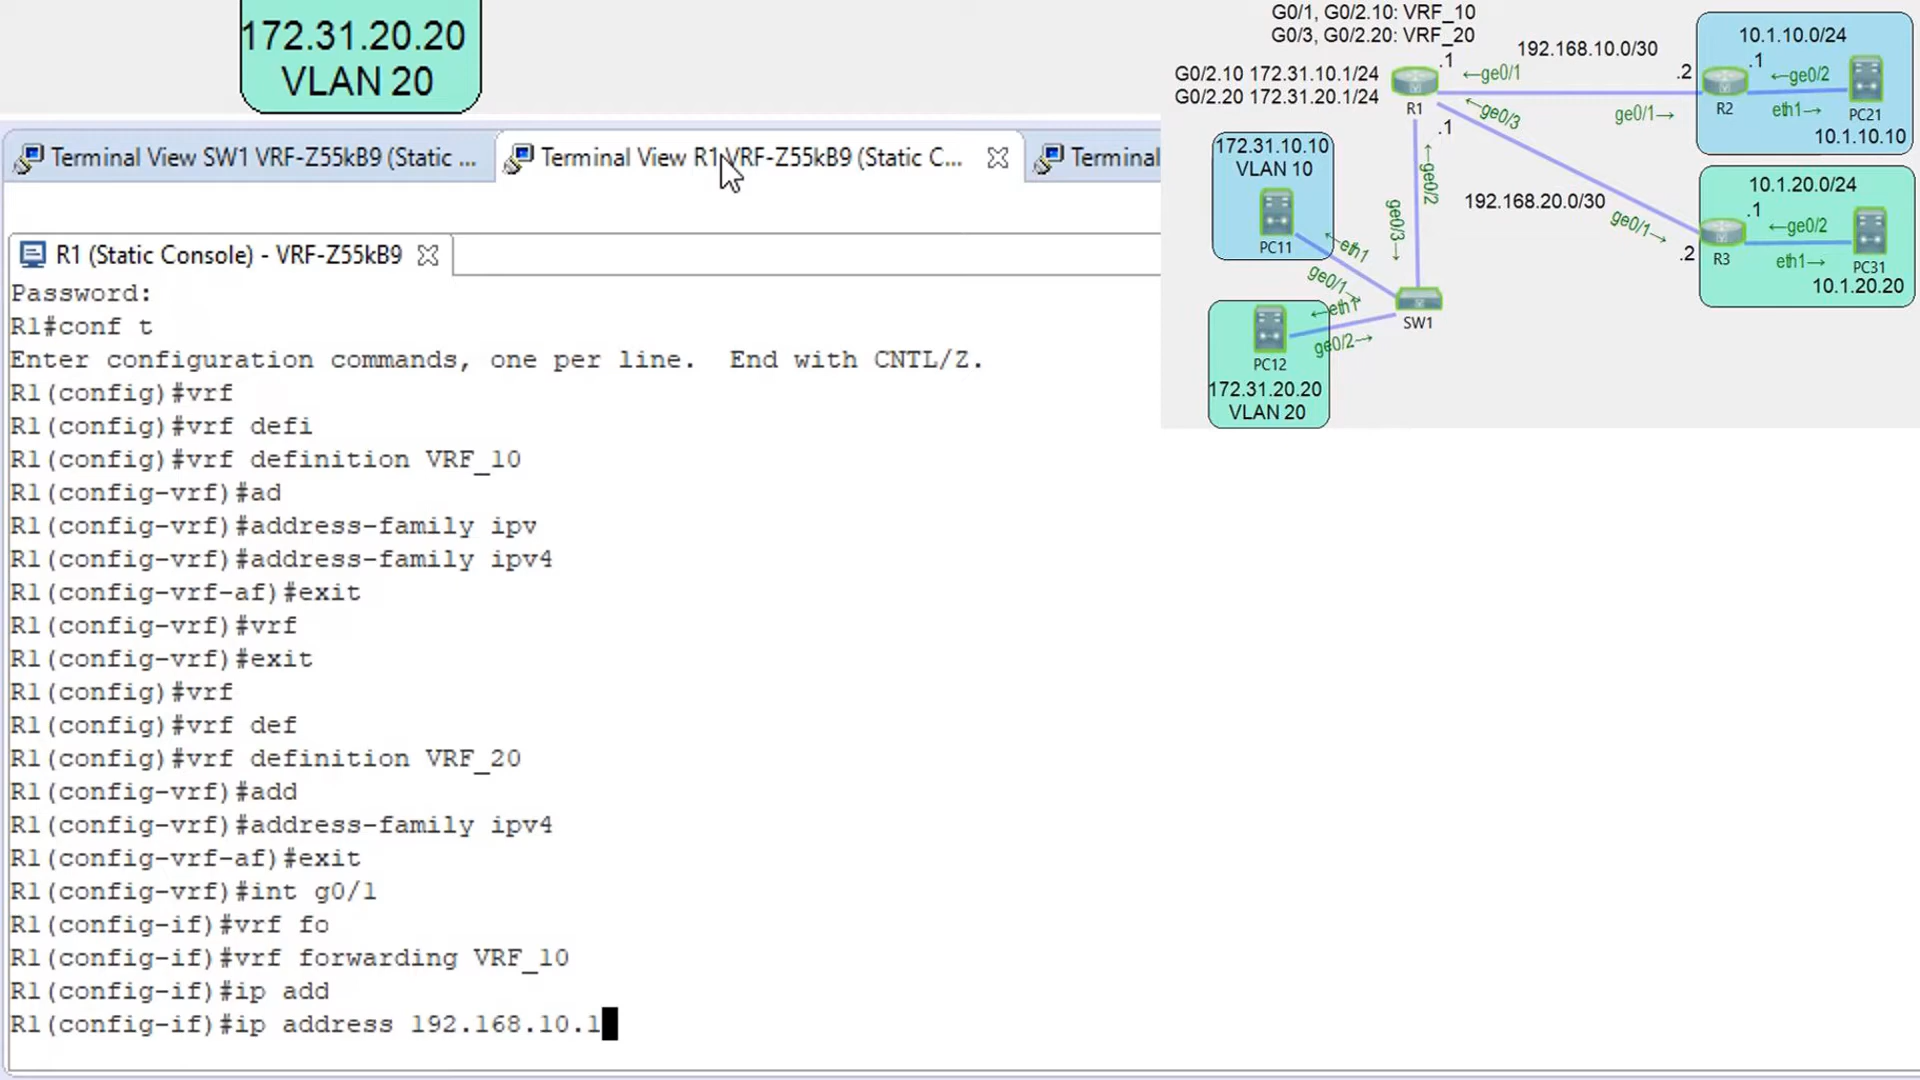 172.31.20.20
VLAN 20
Terminal View SW1 VRF-Z55kB9 (Static ...
Terminal View R1 VRF-Z55kB9 (Static C...
Terminal
R1 (Static Console) - VRF-Z55kB9
Password:
R1#conf t
Enter configuration commands, one per line.  End with CNTL/Z.
R1(config)#vrf
R1(config)#vrf defi
R1(config)#vrf definition VRF_10
R1(config-vrf)#ad
R1(config-vrf)#address-family ipv
R1(config-vrf)#address-family ipv4
R1(config-vrf-af)#exit
R1(config-vrf)#vrf
R1(config-vrf)#exit
R1(config)#vrf
R1(config)#vrf def
R1(config)#vrf definition VRF_20
R1(config-vrf)#add
R1(config-vrf)#address-family ipv4
R1(config-vrf-af)#exit
R1(config-vrf)#int g0/1
R1(config-if)#vrf fo
R1(config-if)#vrf forwarding VRF_10
R1(config-if)#ip add
R1(config-if)#ip address 192.168.10.1
G0/1, G0/2.10: VRF_10
G0/3, G0/2.20: VRF_20
G0/2.10 172.31.10.1/24
G0/2.20 172.31.20.1/24
R1
.1
←ge0/1
192.168.10.0/30
ge0/1→
.2
R2
10.1.10.0/24
.1
←ge0/2
eth1→
PC21
10.1.10.10
.1
←ge0/3
←ge0/2
ge0/3→
192.168.20.0/30
ge0/1→
.2
R3
10.1.20.0/24
.1
←ge0/2
eth1→
PC31
10.1.20.20
172.31.10.10
VLAN 10
PC11
←eth1
ge0/1→
←eth1
ge0/2→
SW1
PC12
172.31.20.20
VLAN 20